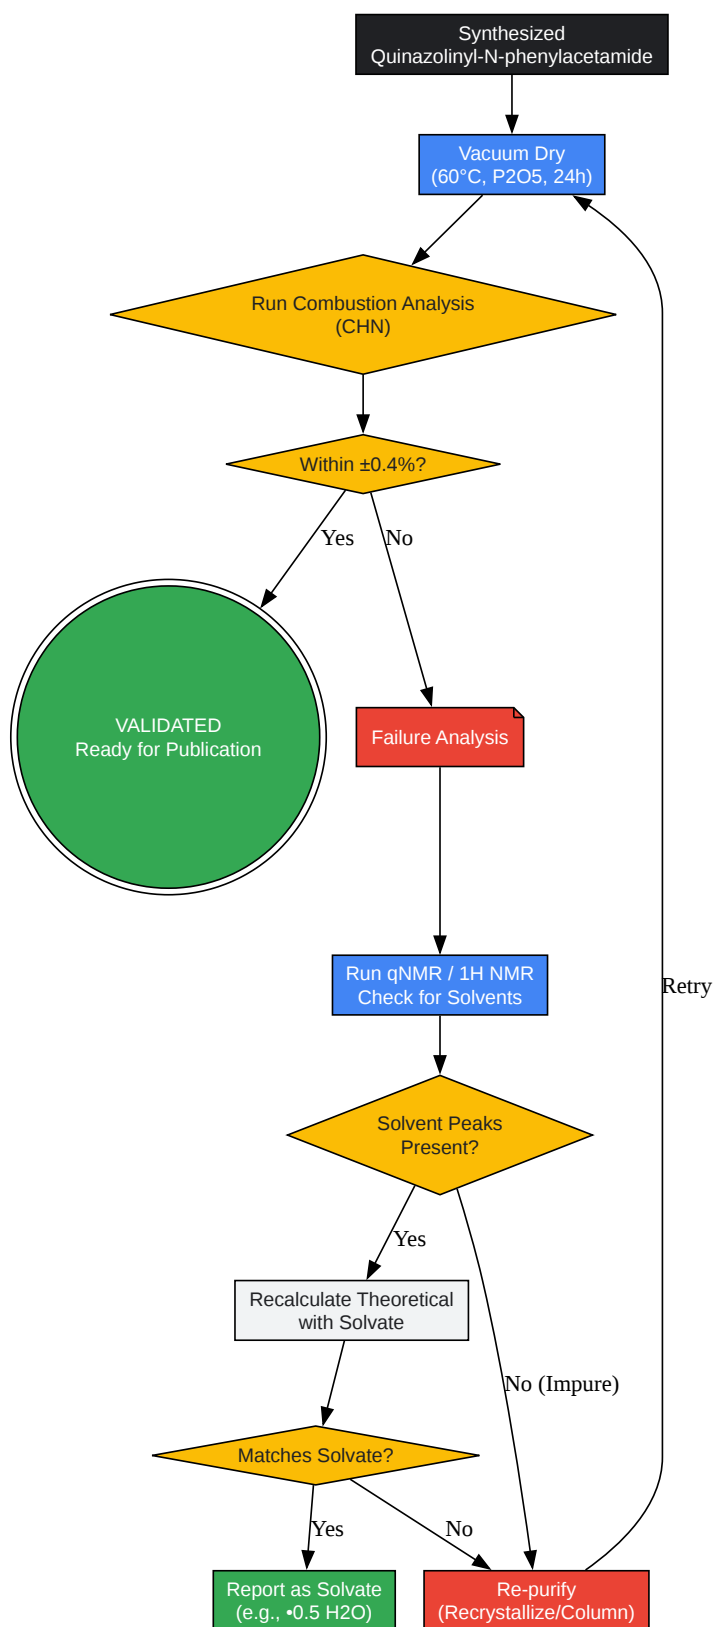 Synthesized
Quinazolinyl-N-phenylacetamide
Vacuum Dry
(60°C, P2O5, 24h)
Run Combustion Analysis
(CHN)
Within ±0.4%?
Yes
No
VALIDATED
Ready for Publication
Failure Analysis
Run qNMR / 1H NMR
Check for Solvents
Retry
Solvent Peaks
Present?
Yes
Recalculate Theoretical
with Solvate
No (Impure)
Matches Solvate?
Yes
No
Report as Solvate
(e.g., •0.5 H2O)
Re-purify
(Recrystallize/Column)